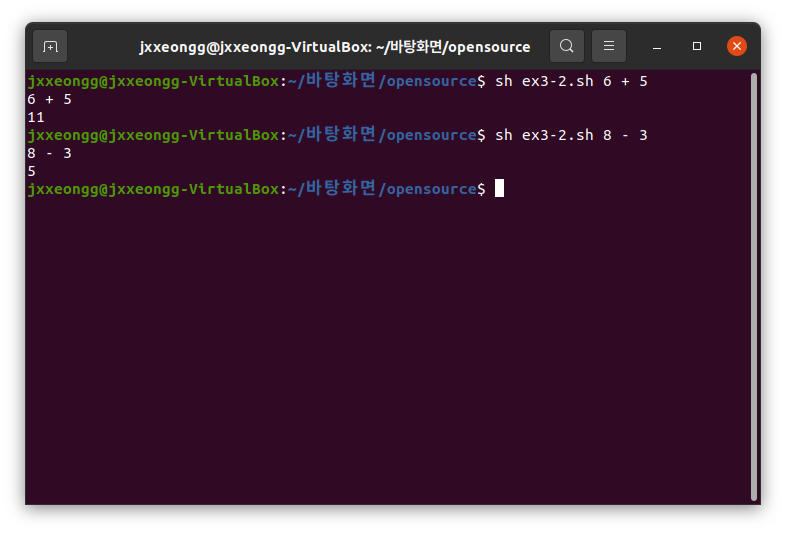 jxxeongg@jxxeongg-VirtualBox: ~/바탕화면/opensource
jxxeongg@jxxeongg-VirtualBox:~/바탕화면/opensource$ sh ex3-2.sh 6 + 5
6 + 5
11
jxxeongg@jxxeongg-VirtualBox:~/바탕화면/opensource$ sh ex3-2.sh 8 - 3
8 - 3
5
jxxeongg@jxxeongg-VirtualBox:~/바탕화면/opensource$